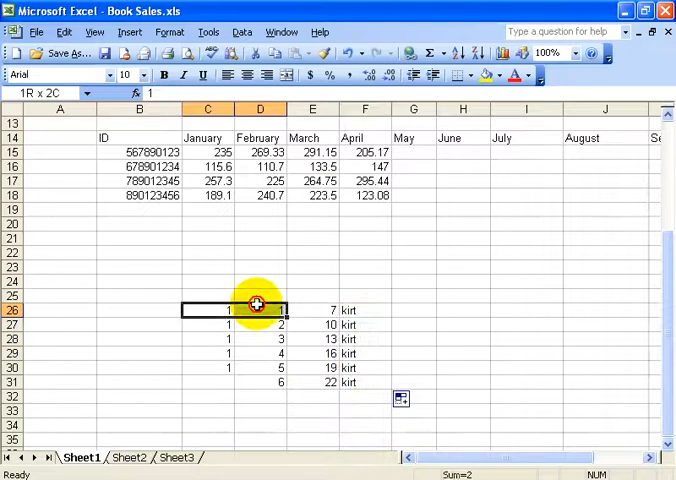 Microsoft Excel - Book Sales.xls
File Edit View Insert Format Tools Data Window Help Type a question for help
Save As... Σ 100%
Arial 10 B I U $ % A
1R x 2C fx 1
A B C D E F G H I J
13
14 ID January February March April May June July August Se
15 567890123 235 269.33 291.15 205.17
16 678901234 115.6 110.7 133.5 147
17 789012345 257.3 225 264.75 295.44
18 890123456 189.1 240.7 223.5 123.08
19
20
21
22
23
24
25
26 1 1 7 kirt
27 1 2 10 kirt
28 1 3 13 kirt
29 1 4 16 kirt
30 1 5 19 kirt
31 6 22 kirt
32
33
34
35
Sheet1 Sheet2 Sheet3
Ready Sum=2 NUM